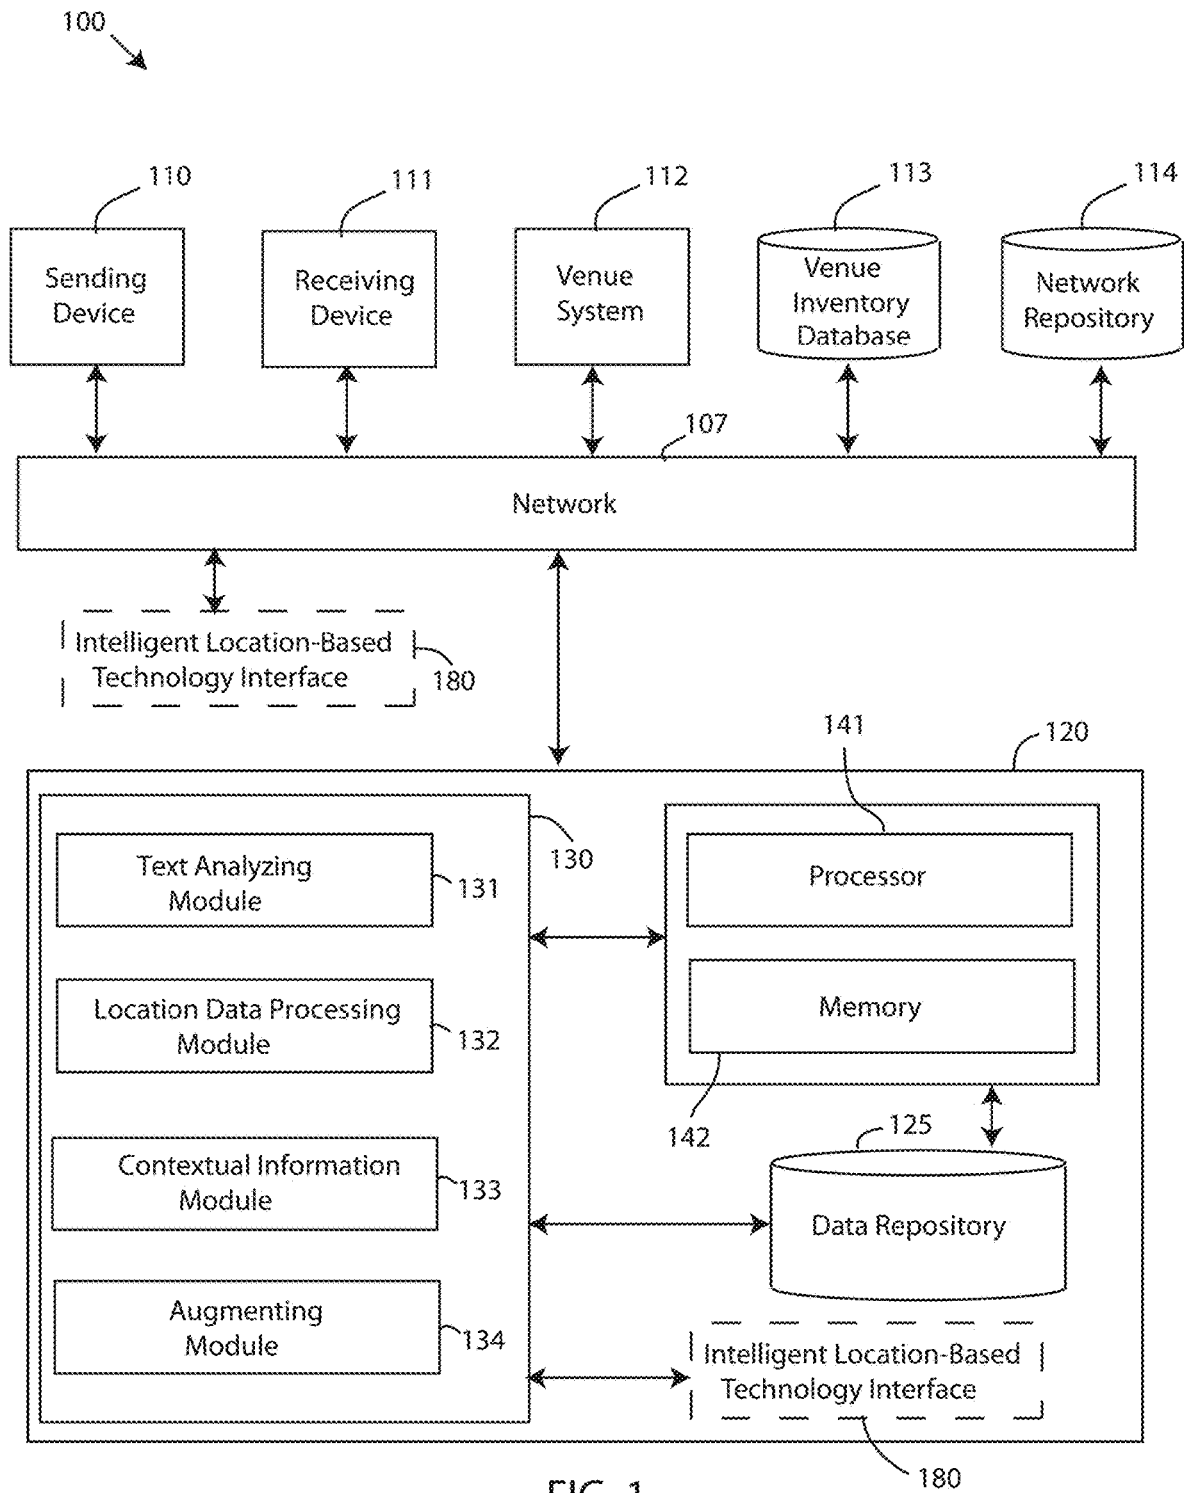 100
110
111
112
113
114
Sending
Device
Receiving
Device
Venue
System
Venue
Inventory
Database
Network
Repository
107
Network
Intelligent Location-Based
Technology Interface
180
120
141
130
Text Analyzing
Module
131
Processor
Location Data Processing
Module
132
Memory
142
125
Contextual Information
Module
133
Data Repository
Augmenting
Module
134
Intelligent Location-Based
Technology Interface
180
FIG. 1